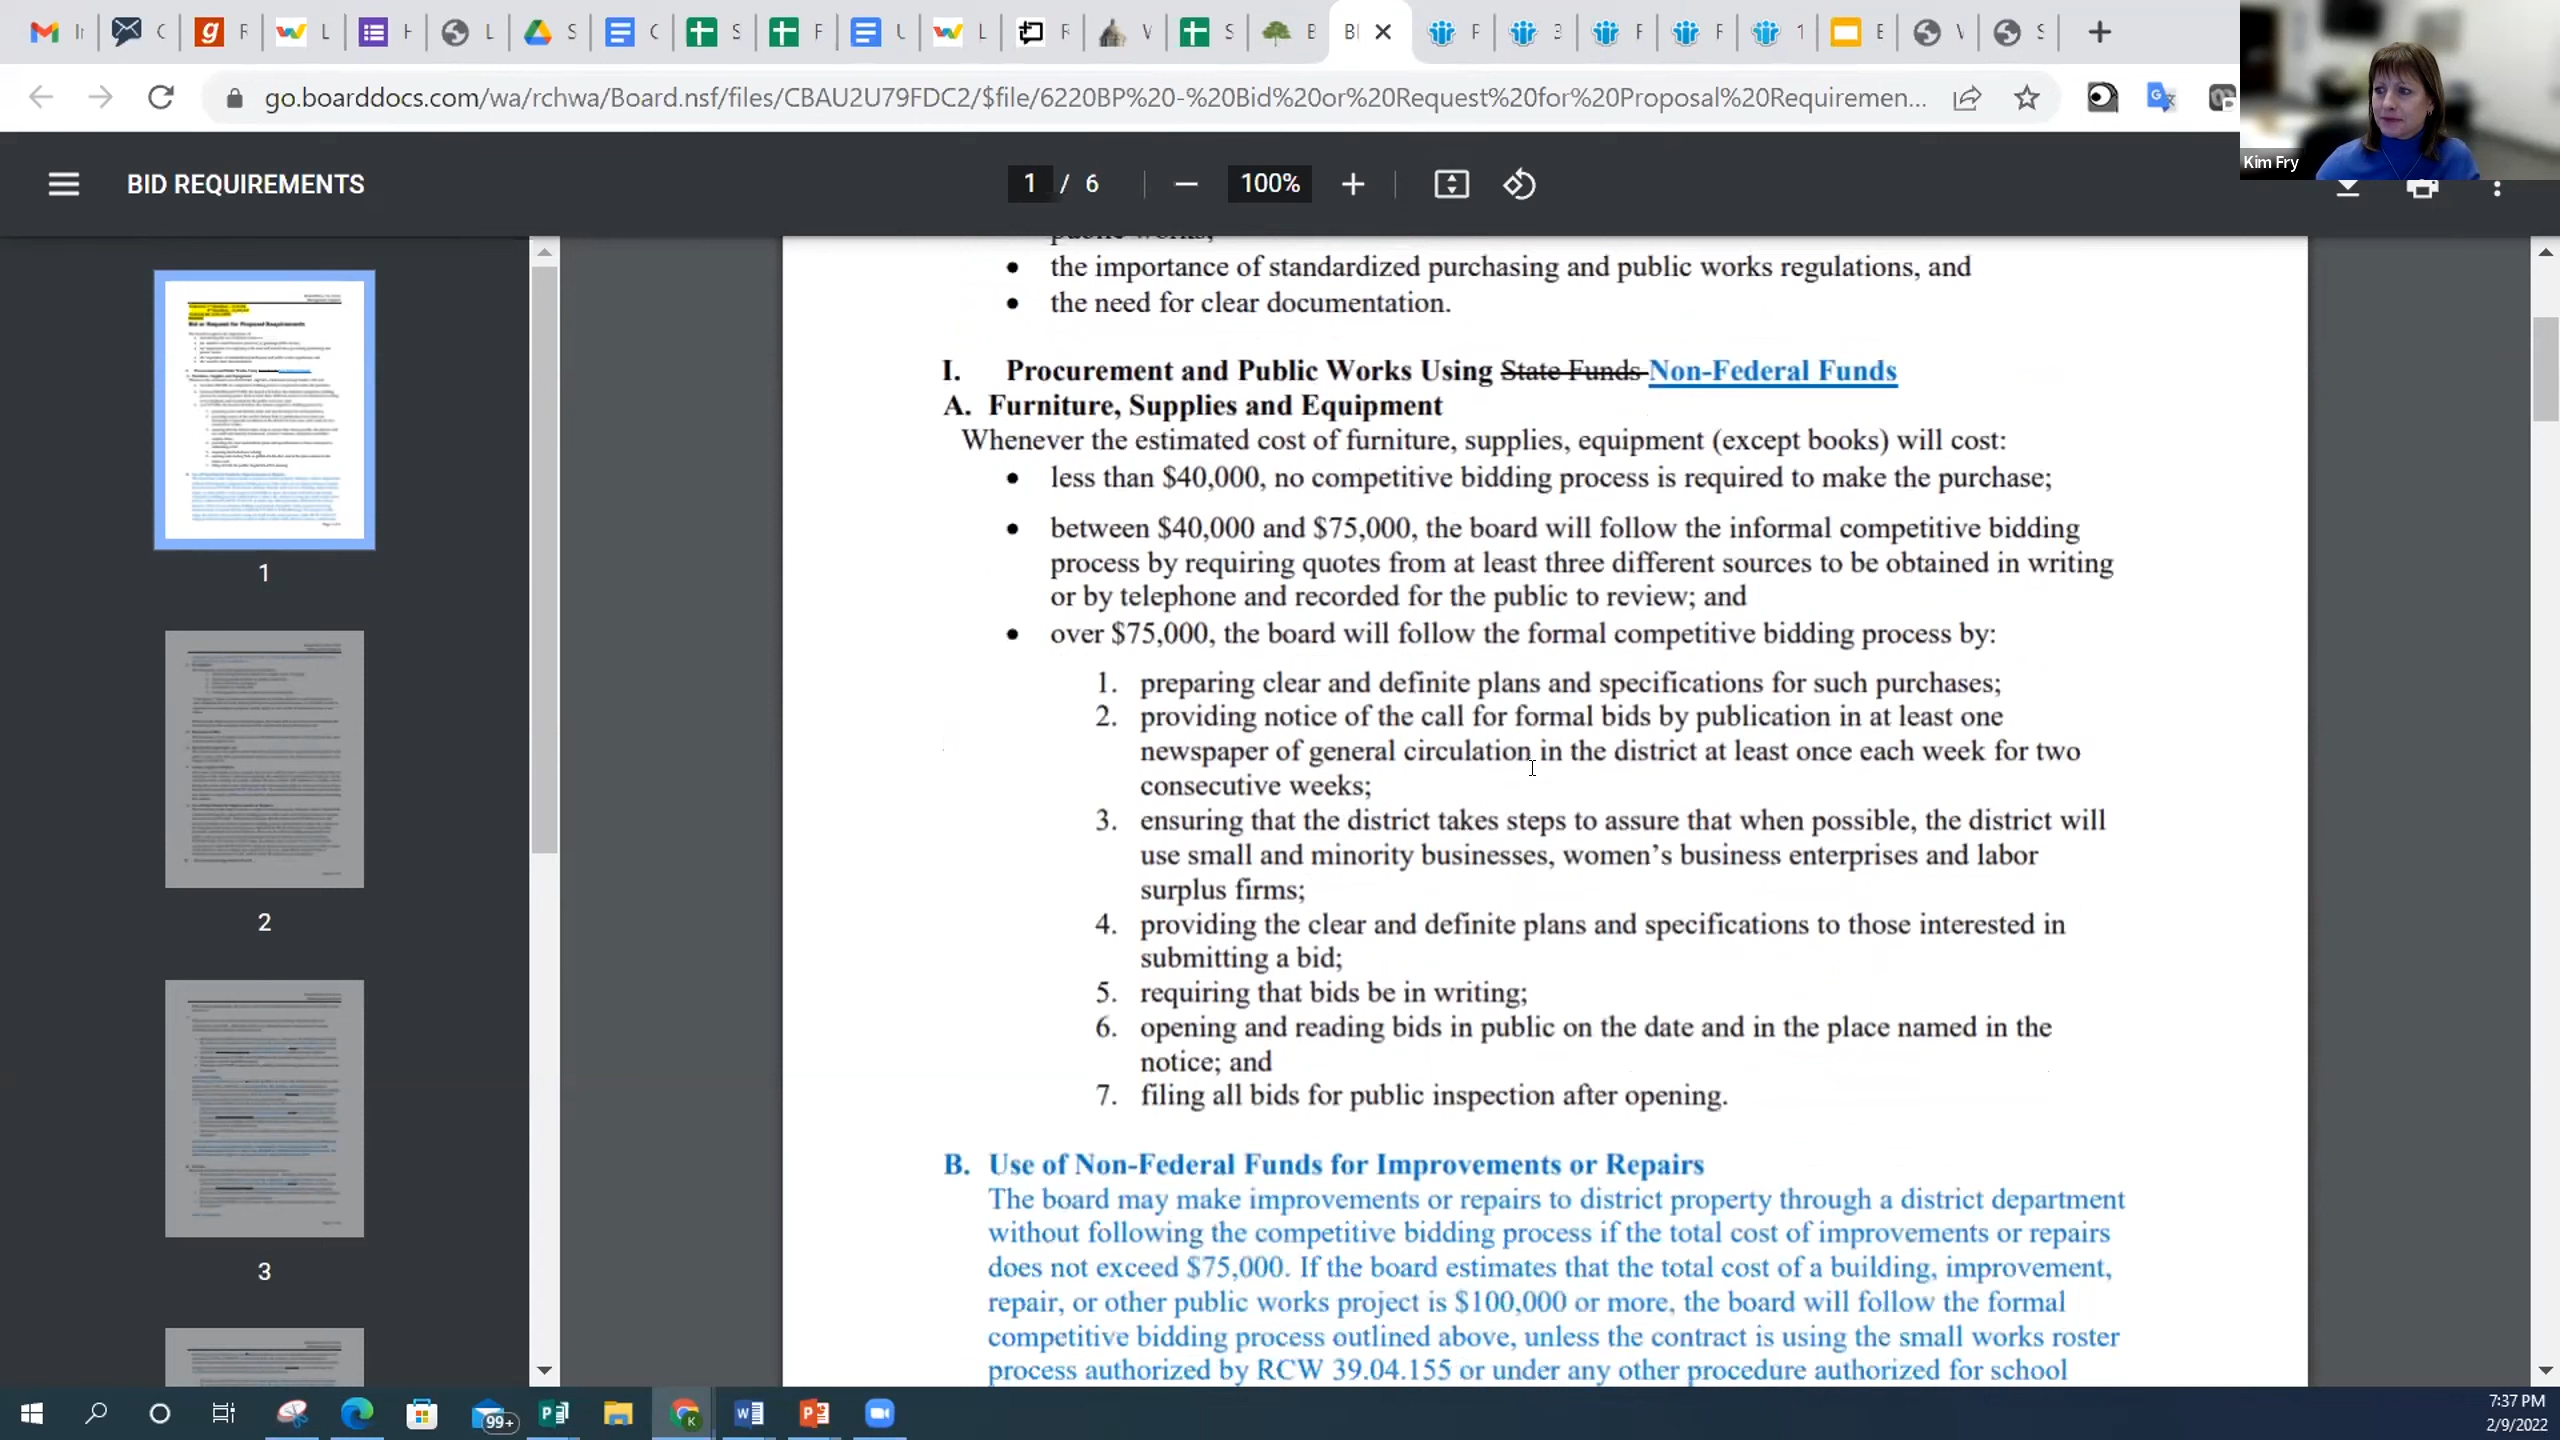 BI
go.boarddocs.com/wa/rchwa/Board.nsf/files/CBAU2U79FDC2/$file/6220BP%20-%20Bid%20or%20Request%20for%20Proposal%20Requiremen...
Kim Fry
BID REQUIREMENTS
1 / 6
100%
public works;
• the importance of standardized purchasing and public works regulations, and
• the need for clear documentation.
I. Procurement and Public Works Using State Funds Non-Federal Funds
A. Furniture, Supplies and Equipment
Whenever the estimated cost of furniture, supplies, equipment (except books) will cost:
• less than $40,000, no competitive bidding process is required to make the purchase;
• between $40,000 and $75,000, the board will follow the informal competitive bidding
process by requiring quotes from at least three different sources to be obtained in writing
or by telephone and recorded for the public to review; and
• over $75,000, the board will follow the formal competitive bidding process by:
1. preparing clear and definite plans and specifications for such purchases;
2. providing notice of the call for formal bids by publication in at least one
newspaper of general circulation in the district at least once each week for two
consecutive weeks;
3. ensuring that the district takes steps to assure that when possible, the district will
use small and minority businesses, women’s business enterprises and labor
surplus firms;
4. providing the clear and definite plans and specifications to those interested in
submitting a bid;
5. requiring that bids be in writing;
6. opening and reading bids in public on the date and in the place named in the
notice; and
7. filing all bids for public inspection after opening.
B. Use of Non-Federal Funds for Improvements or Repairs
The board may make improvements or repairs to district property through a district department
without following the competitive bidding process if the total cost of improvements or repairs
does not exceed $75,000. If the board estimates that the total cost of a building, improvement,
repair, or other public works project is $100,000 or more, the board will follow the formal
competitive bidding process outlined above, unless the contract is using the small works roster
process authorized by RCW 39.04.155 or under any other procedure authorized for school
1
2
3
99+
7:37 PM
2/9/2022